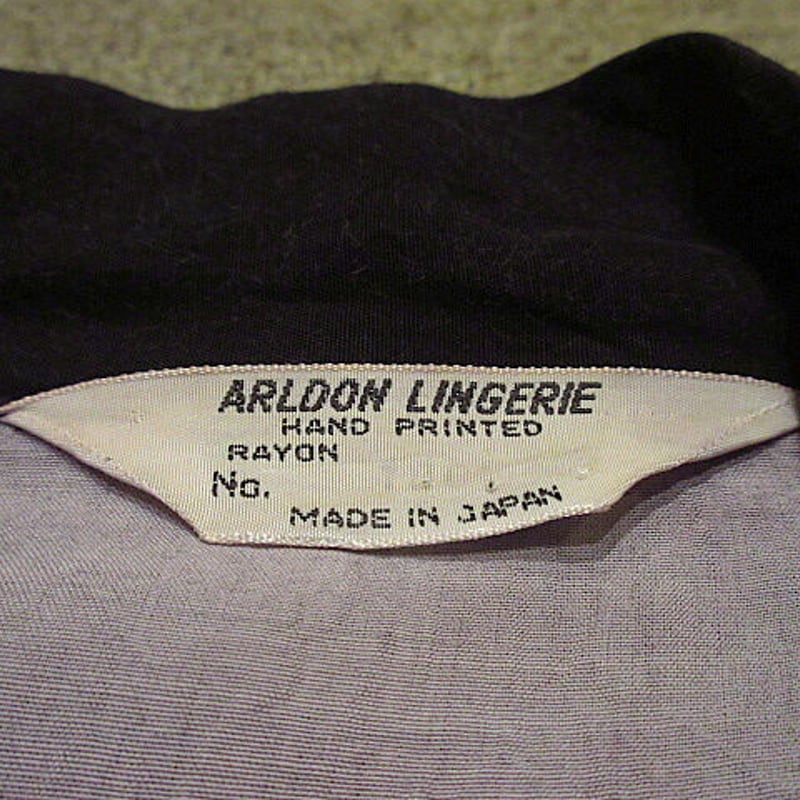 ARLDON LINGERIE
HAND PRINTED
RAYON
No.
MADE IN JAPAN